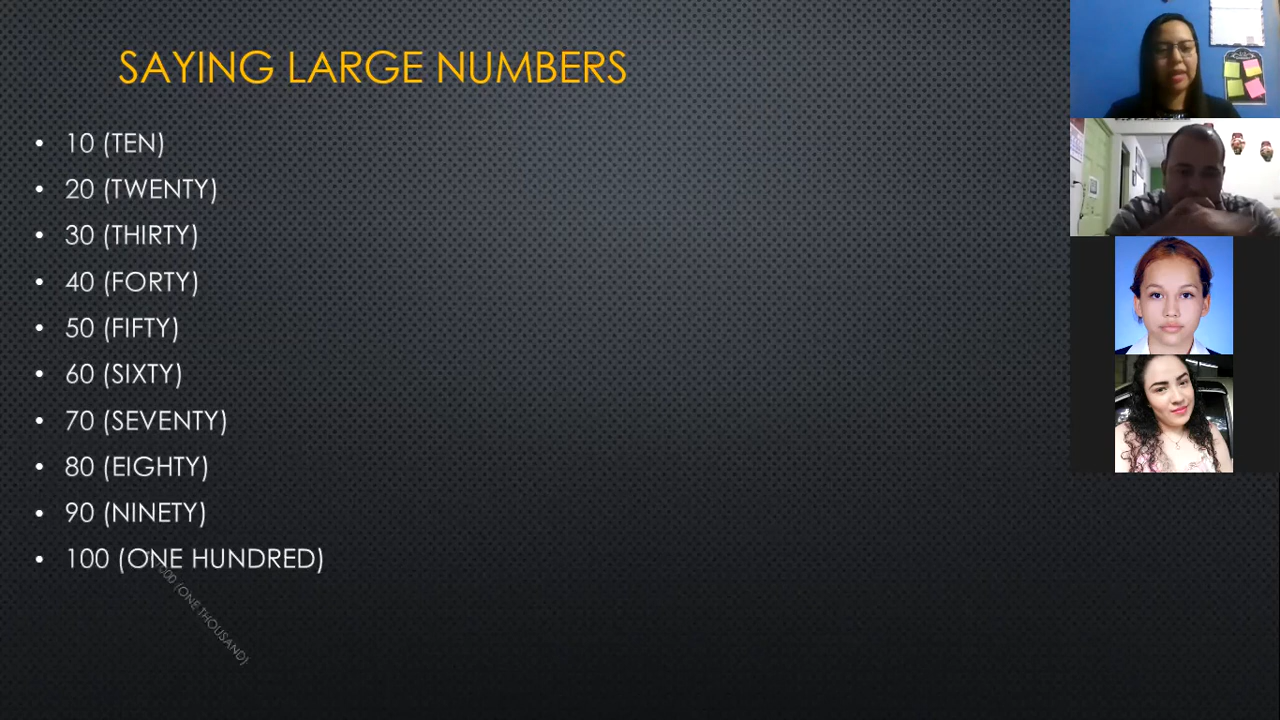 SAYING LARGE NUMBERS
• 10 (TEN)
• 20 (TWENTY)
• 30 (THIRTY)
• 40 (FORTY)
• 50 (FIFTY)
• 60 (SIXTY)
• 70 (SEVENTY)
• 80 (EIGHTY)
• 90 (NINETY)
• 100 (ONE HUNDRED)
(ONE THOUSAND)